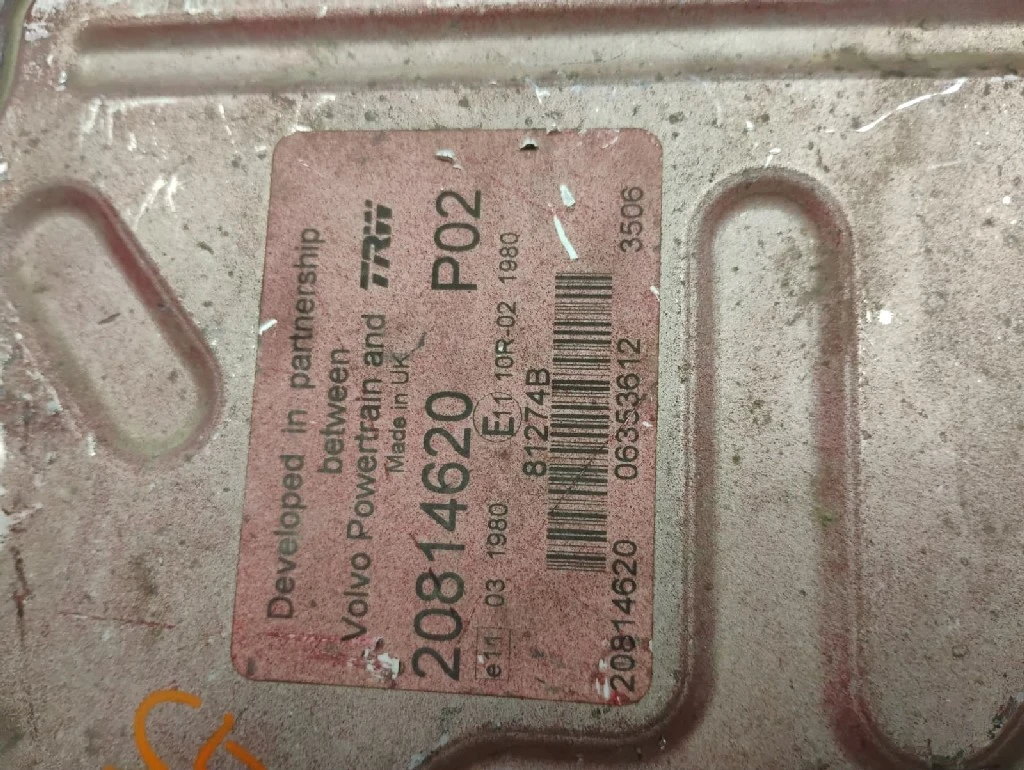 Developed in partnership
between
Volvo Powertrain and TRW
Made in UK
20814620 P02
e11 03 1980 E11 10R-02 1980
81274B
20814620 06353612 3506